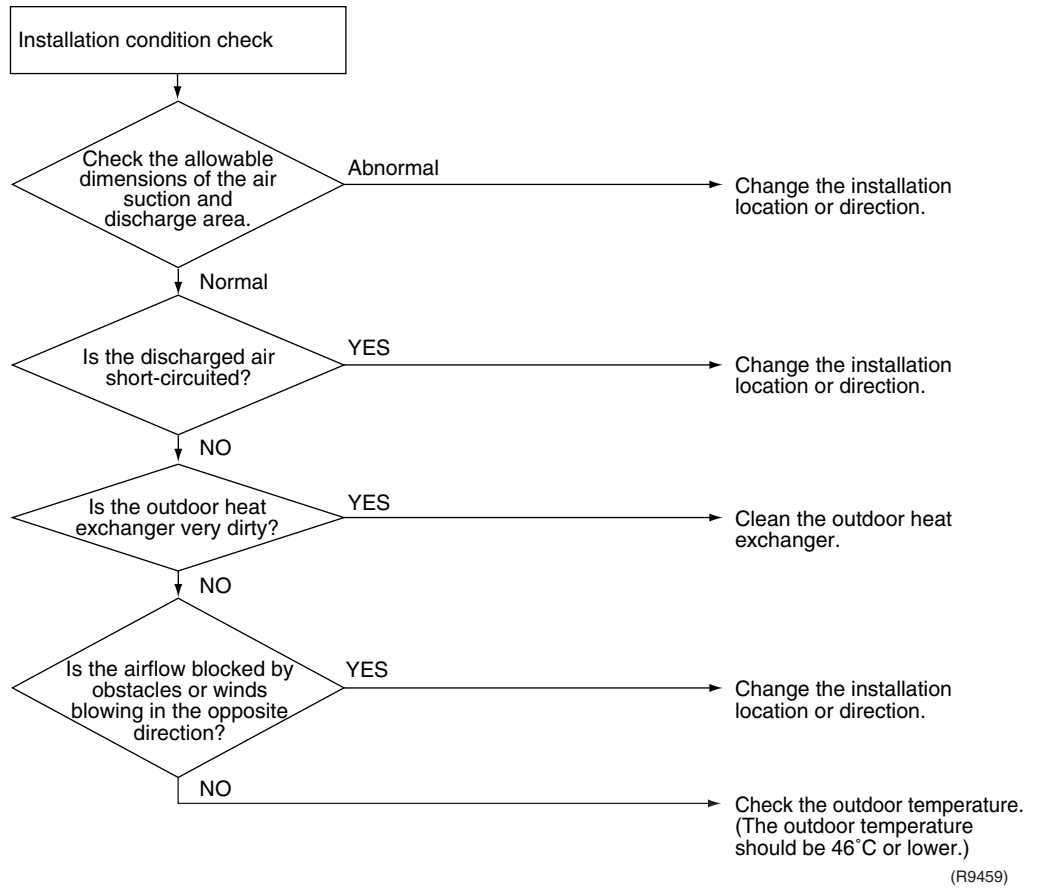 Installation condition check
Check the allowable
dimensions of the air
suction and
discharge area.
Abnormal
Change the installation
location or direction.
Normal
Is the discharged air
short-circuited?
YES
Change the installation
location or direction.
NO
Is the outdoor heat
exchanger very dirty?
YES
Clean the outdoor heat
exchanger.
NO
Is the airflow blocked by
obstacles or winds
blowing in the opposite
direction?
YES
Change the installation
location or direction.
NO
Check the outdoor temperature.
(The outdoor temperature
should be 46˚C or lower.)
(R9459)